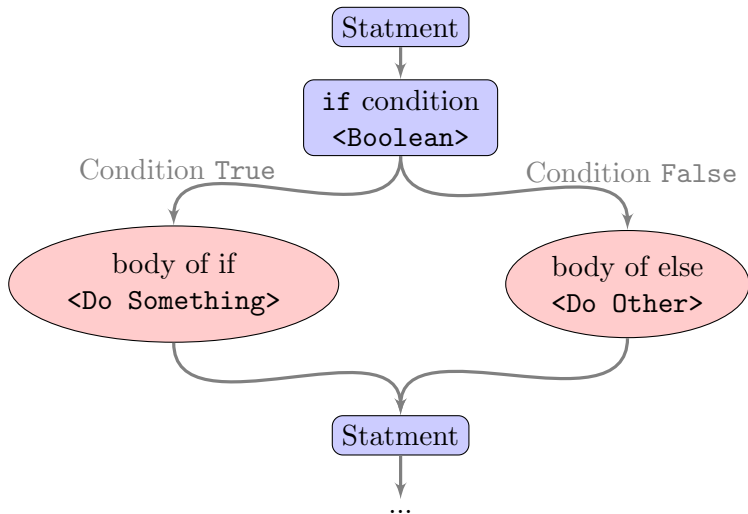 Statment
if condition
<Boolean>
Condition True
Condition False
body of if
<Do Something>
body of else
<Do Other>
Statment
...